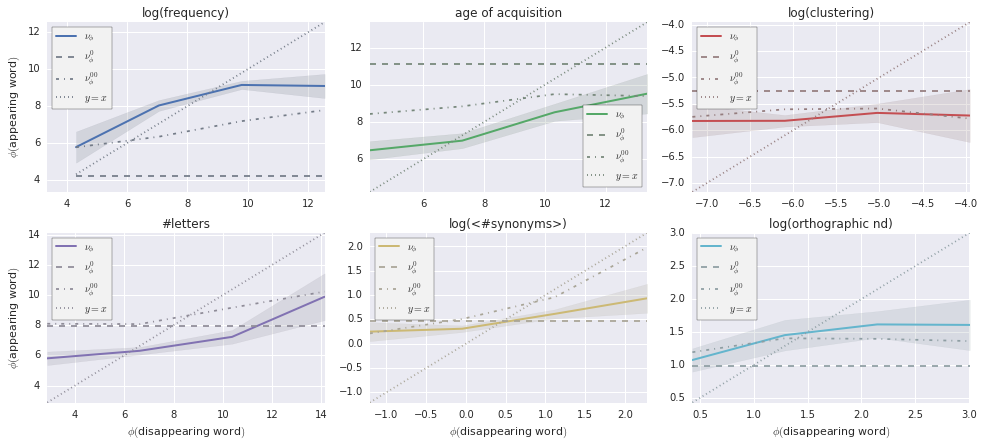 log(frequency)
12
10
8
6
4
4 6 8 10 12
ϕ(appearing word)
ν_ϕ
ν_ϕ^0
ν_ϕ^00
y = x
age of acquisition
12
10
8
6
6 8 10 12
ν_ϕ
ν_ϕ^0
ν_ϕ^00
y = x
log(clustering)
−4.0
−4.5
−5.0
−5.5
−6.0
−6.5
−7.0
−7.0 −6.5 −6.0 −5.5 −5.0 −4.5 −4.0
ν_ϕ
ν_ϕ^0
ν_ϕ^00
y = x
#letters
14
12
10
8
6
4
4 6 8 10 12 14
ϕ(appearing word)
ϕ(disappearing word)
ν_ϕ
ν_ϕ^0
ν_ϕ^00
y = x
log(<#synonyms>)
2.0
1.5
1.0
0.5
0.0
−0.5
−1.0
−1.0 −0.5 0.0 0.5 1.0 1.5 2.0
ϕ(disappearing word)
ν_ϕ
ν_ϕ^0
ν_ϕ^00
y = x
log(orthographic nd)
3.0
2.5
2.0
1.5
1.0
0.5
0.5 1.0 1.5 2.0 2.5 3.0
ϕ(disappearing word)
ν_ϕ
ν_ϕ^0
ν_ϕ^00
y = x